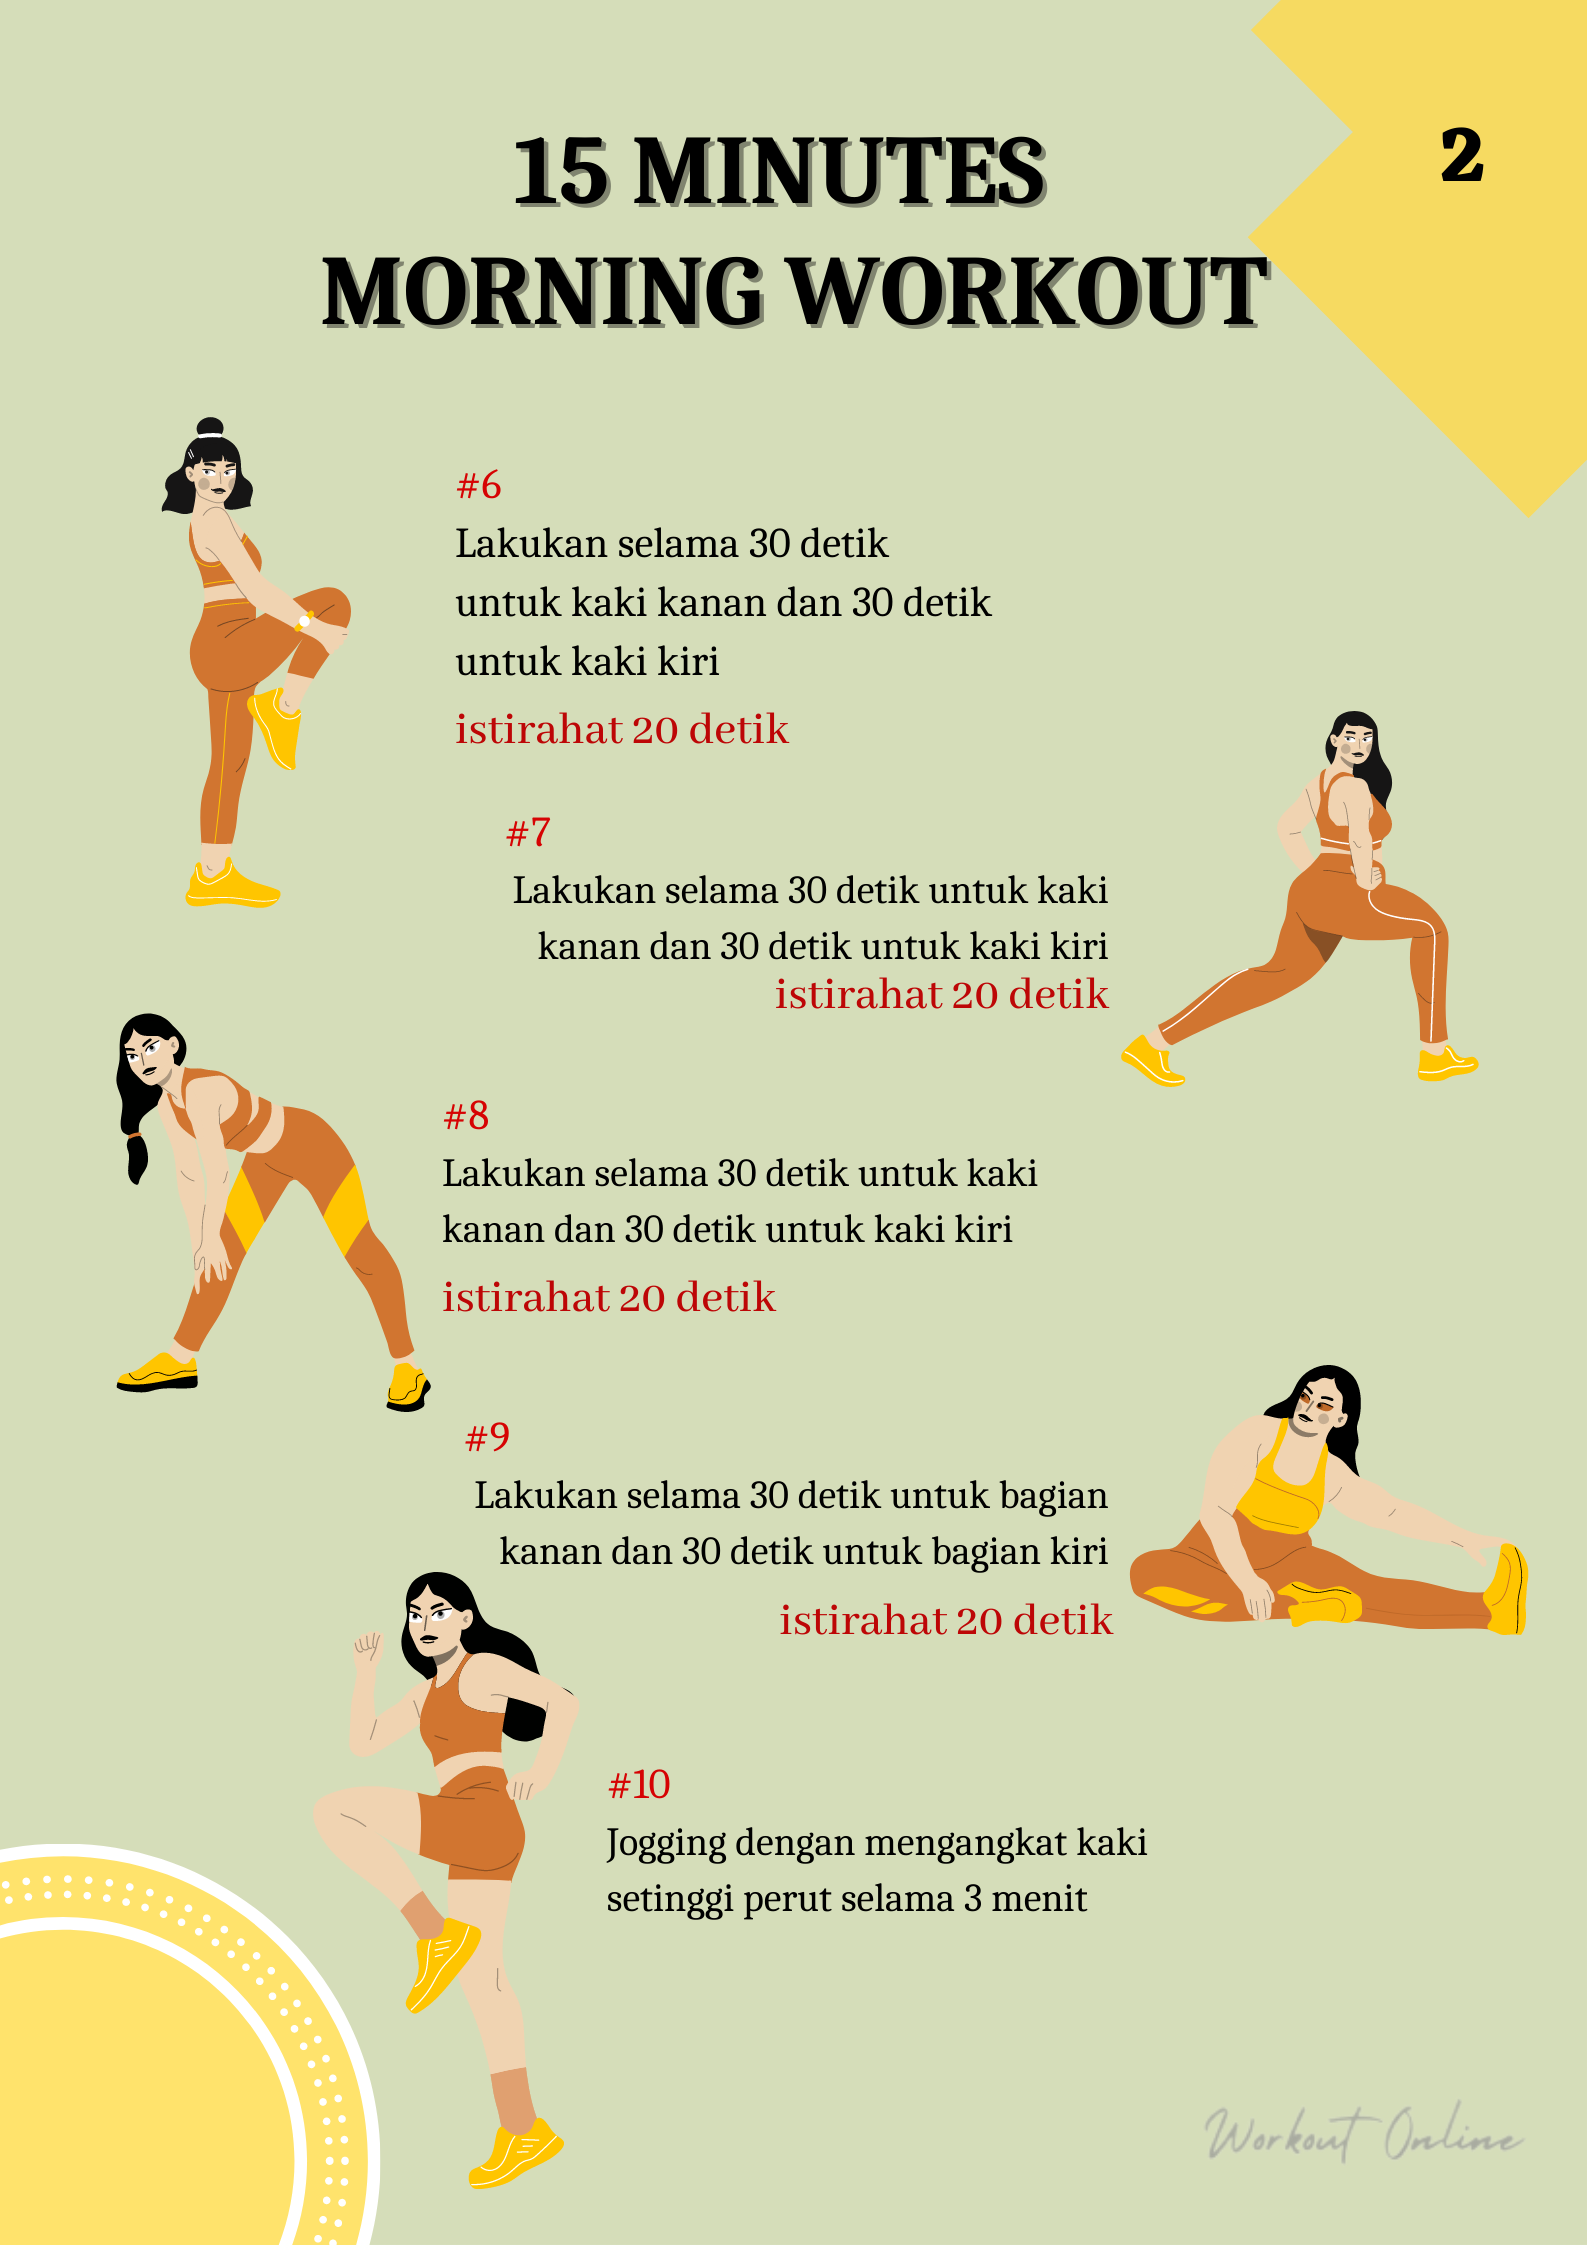 15 MINUTES
MORNING WORKOUT
2
#6
Lakukan selama 30 detik
untuk kaki kanan dan 30 detik
untuk kaki kiri
istirahat 20 detik
#7
Lakukan selama 30 detik untuk kaki
kanan dan 30 detik untuk kaki kiri
istirahat 20 detik
#8
Lakukan selama 30 detik untuk kaki
kanan dan 30 detik untuk kaki kiri
istirahat 20 detik
#9
Lakukan selama 30 detik untuk bagian
kanan dan 30 detik untuk bagian kiri
istirahat 20 detik
#10
Jogging dengan mengangkat kaki
setinggi perut selama 3 menit
Workout Online